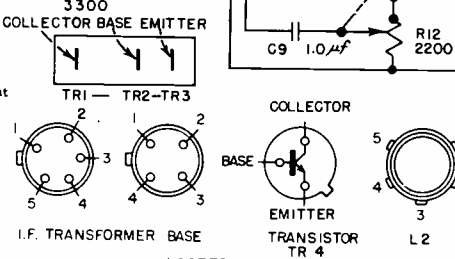 3300
COLLECTOR BASE EMITTER
TR1— TR2–TR3
C9 1.0µf
R12
2200
1 2 3 4 5
1 2 3 4
I.F. TRANSFORMER BASE
COLLECTOR
BASE
EMITTER
TRANSISTOR
TR 4
5
4
3
L2